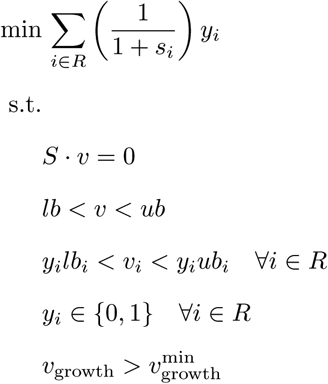 min ∑_{i∈R} (1/(1 + s_i)) y_i
s.t.
S · v = 0
lb < v < ub
y_i lb_i < v_i < y_i ub_i ∀i ∈ R
y_i ∈ {0, 1} ∀i ∈ R
v_growth > v_growth^min